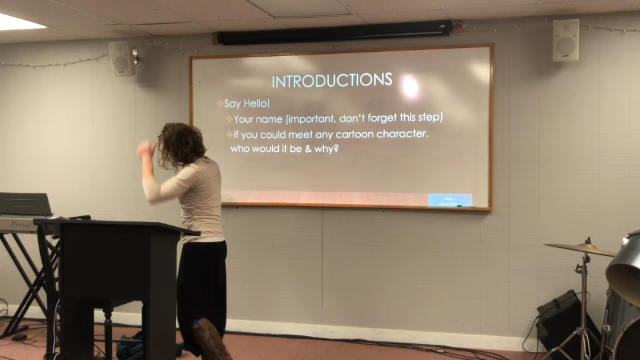 INTRODUCTIONS
Say Hello!
Your name (important, don't forget this step)
If you could meet any cartoon character,
who would it be & why?